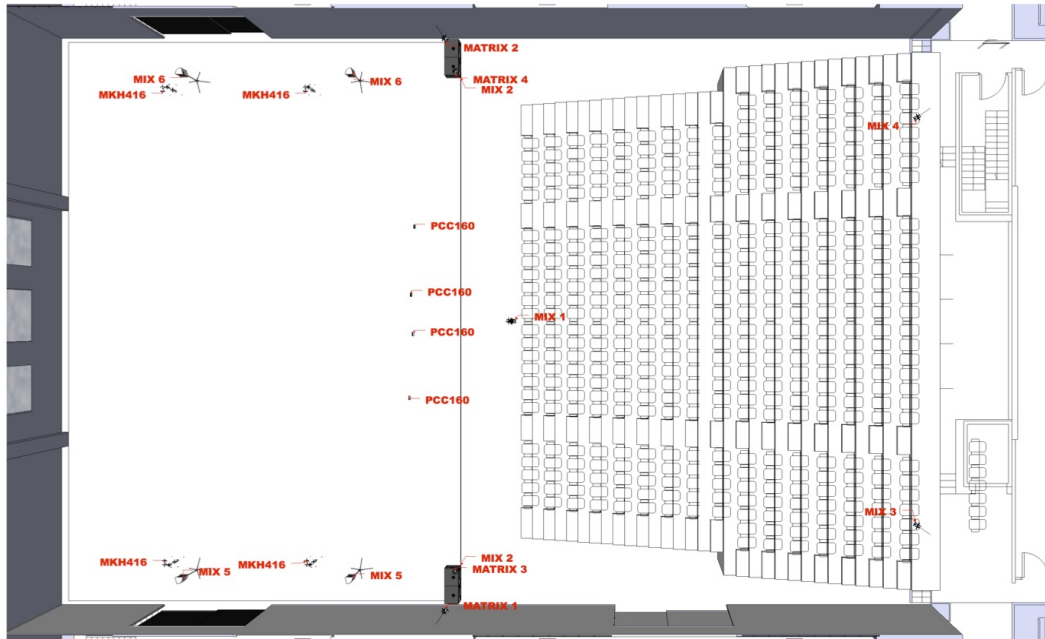 MATRIX 2
MIX 6
MIX 6
MATRIX 4
MKH416
MKH416
MIX 2
MIX 4
PCC160
PCC160
MIX 1
PCC160
PCC160
MIX 3
MIX 2
MKH416
MKH416
MATRIX 3
MIX 5
MIX 5
MATRIX 1